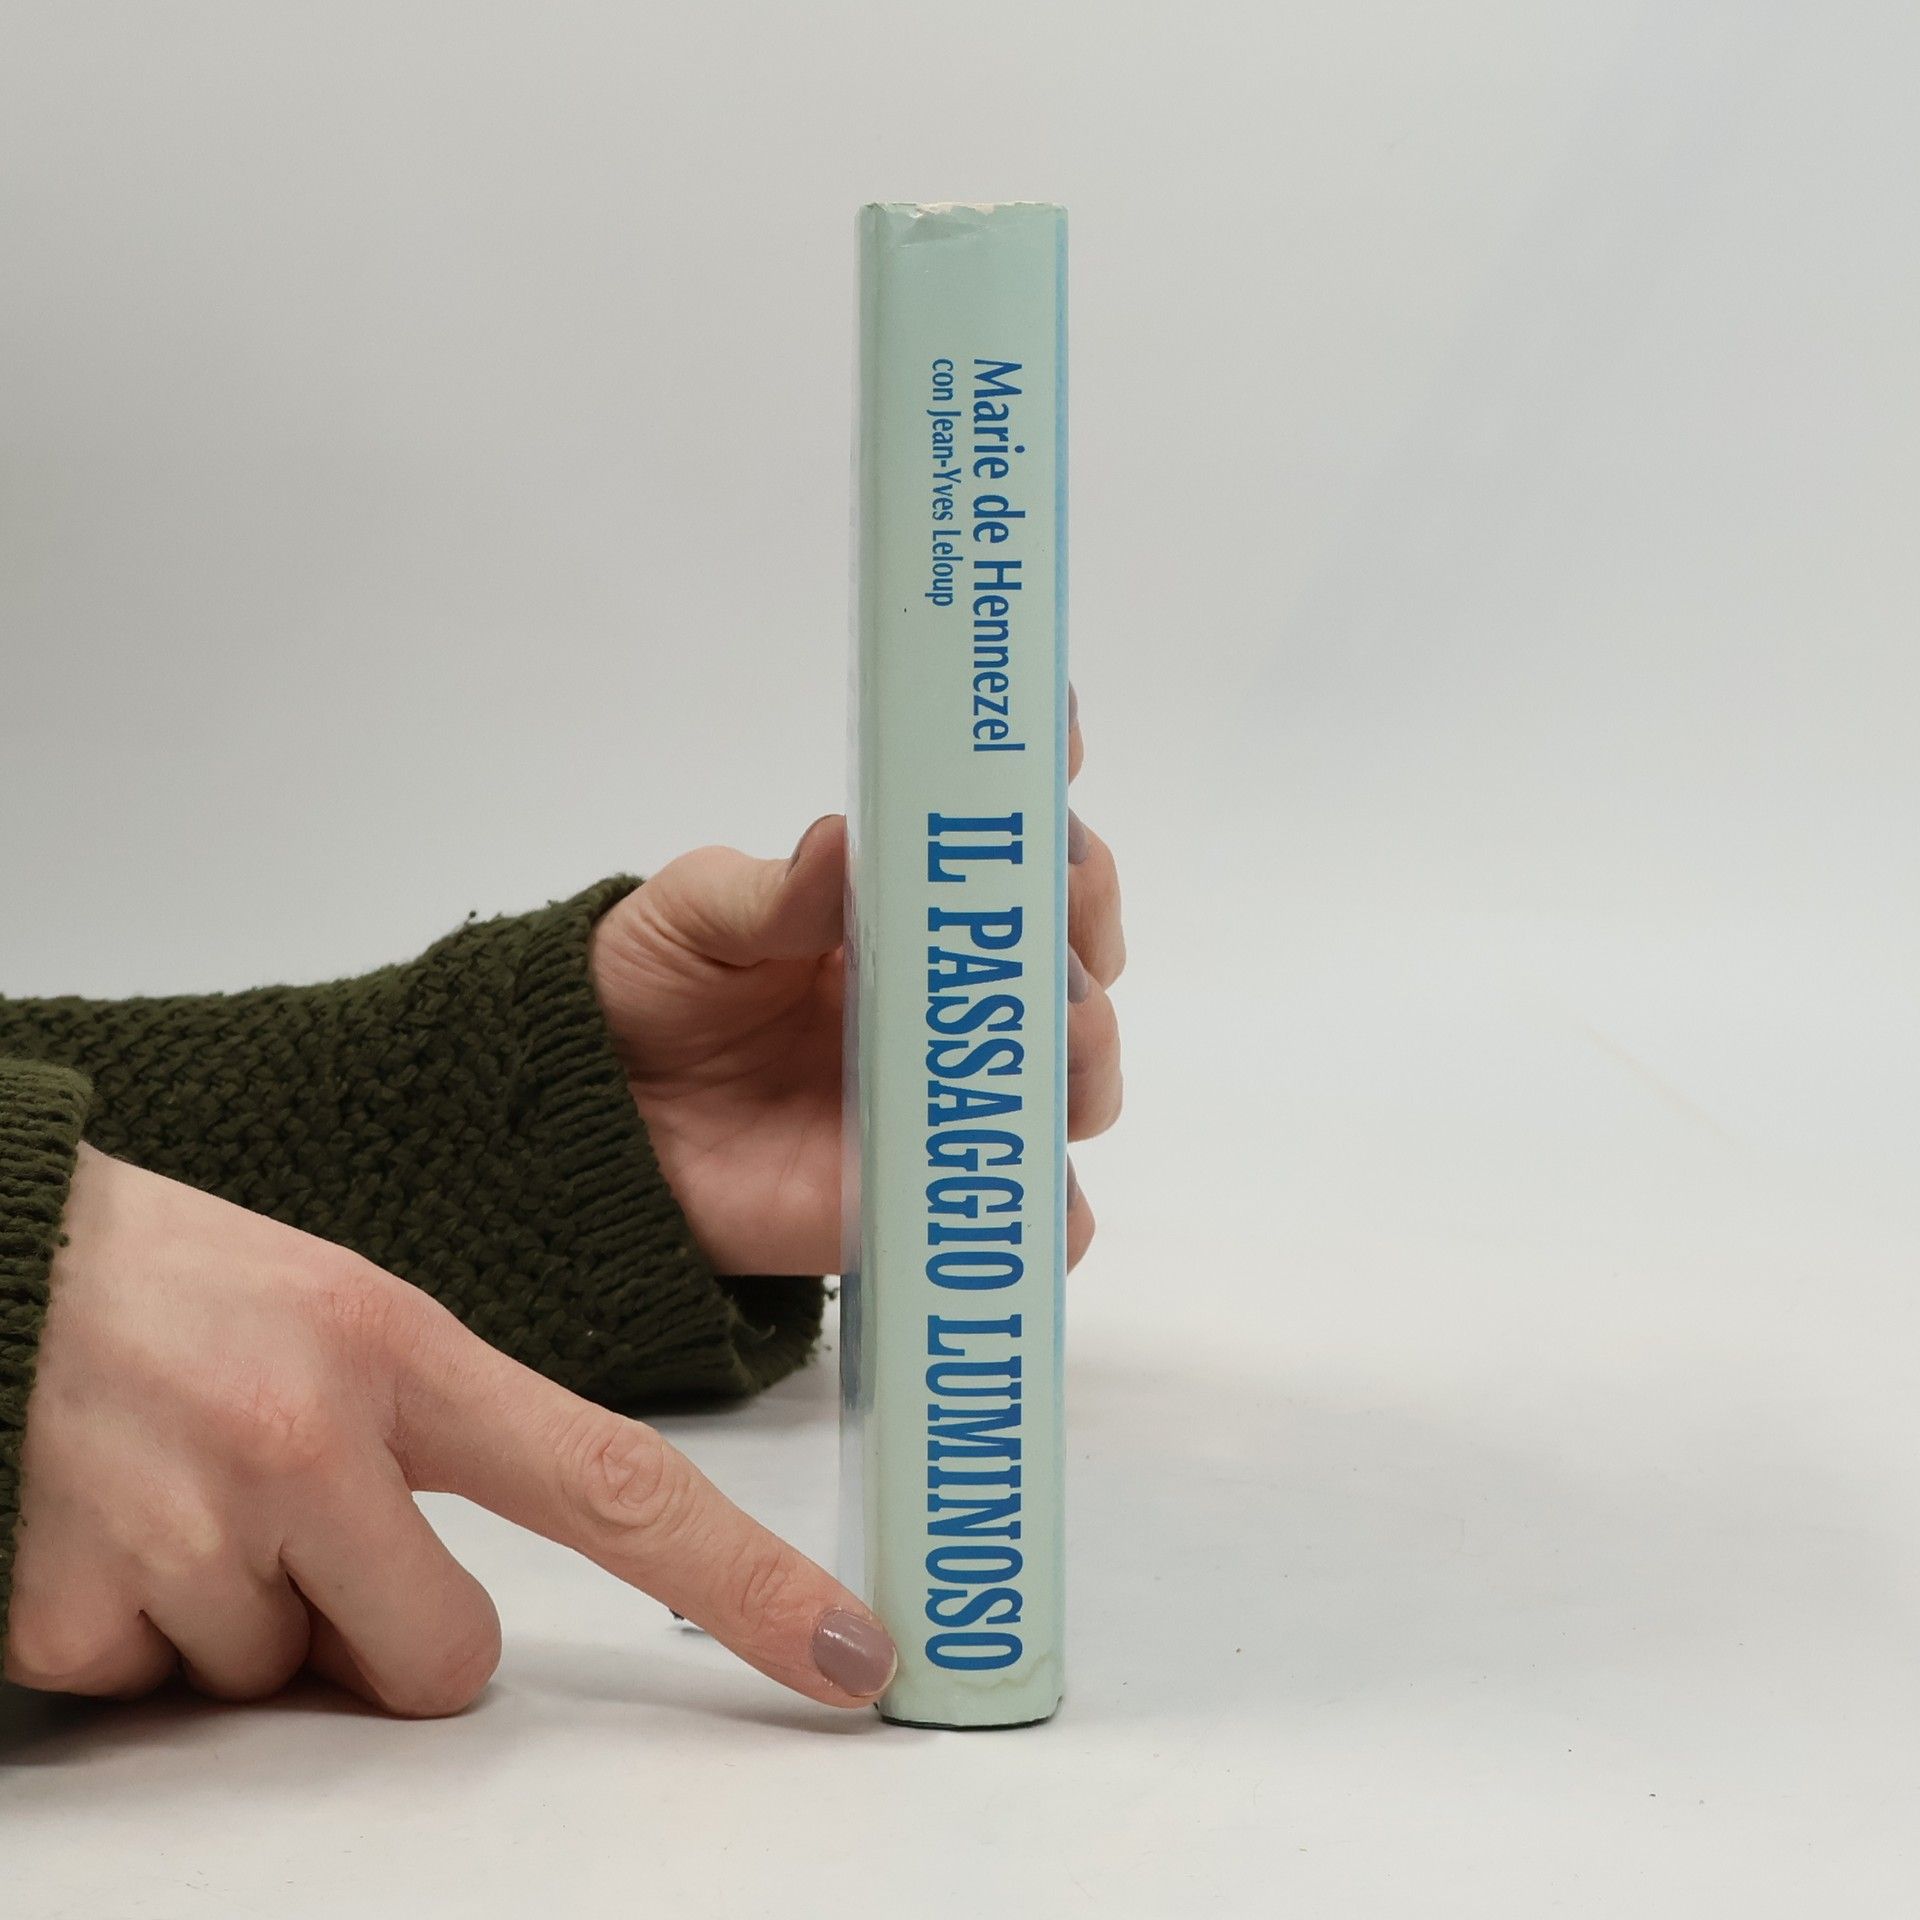 Marie de Hennezel
con Jean-Yves Leloup
IL PASSAGGIO LUMINOSO